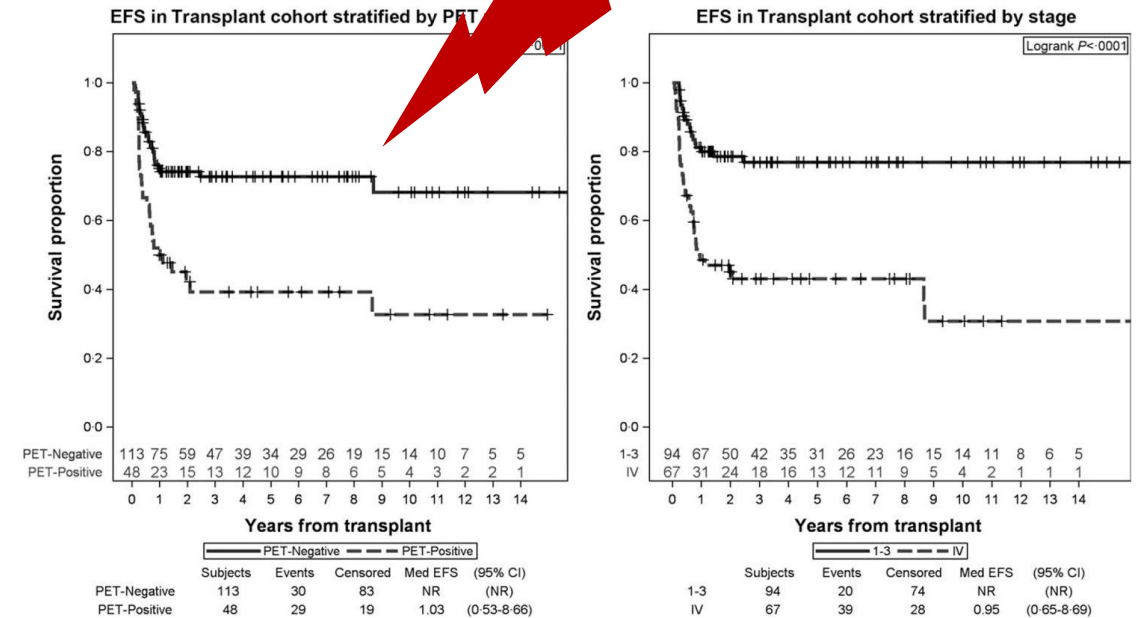 EFS in Transplant cohort stratified by PET
1·0
0·8
0·6
0·4
0·2
0·0
Survival proportion
PET-Negative 113 75 59 47 39 34 29 26 19 15 14 10 7 5 5
PET-Positive 48 23 15 13 12 10 9 8 6 5 4 3 2 2 1
0 1 2 3 4 5 6 7 8 9 10 11 12 13 14
Years from transplant
PET-Negative PET-Positive
Subjects Events Censored Med EFS (95% CI)
PET-Negative 113 30 83 NR (NR)
PET-Positive 48 29 19 1.03 (0·53-8·66)
EFS in Transplant cohort stratified by stage
Logrank P<·0001
1·0
0·8
0·6
0·4
0·2
0·0
Survival proportion
1-3 94 67 50 42 35 31 26 23 16 15 14 11 8 6 5
IV 67 31 24 18 16 13 12 11 9 5 4 2 1 1 1
0 1 2 3 4 5 6 7 8 9 10 11 12 13 14
Years from transplant
1-3 IV
Subjects Events Censored Med EFS (95% CI)
1-3 94 20 74 NR (NR)
IV 67 39 28 0.95 (0·65-8·69)